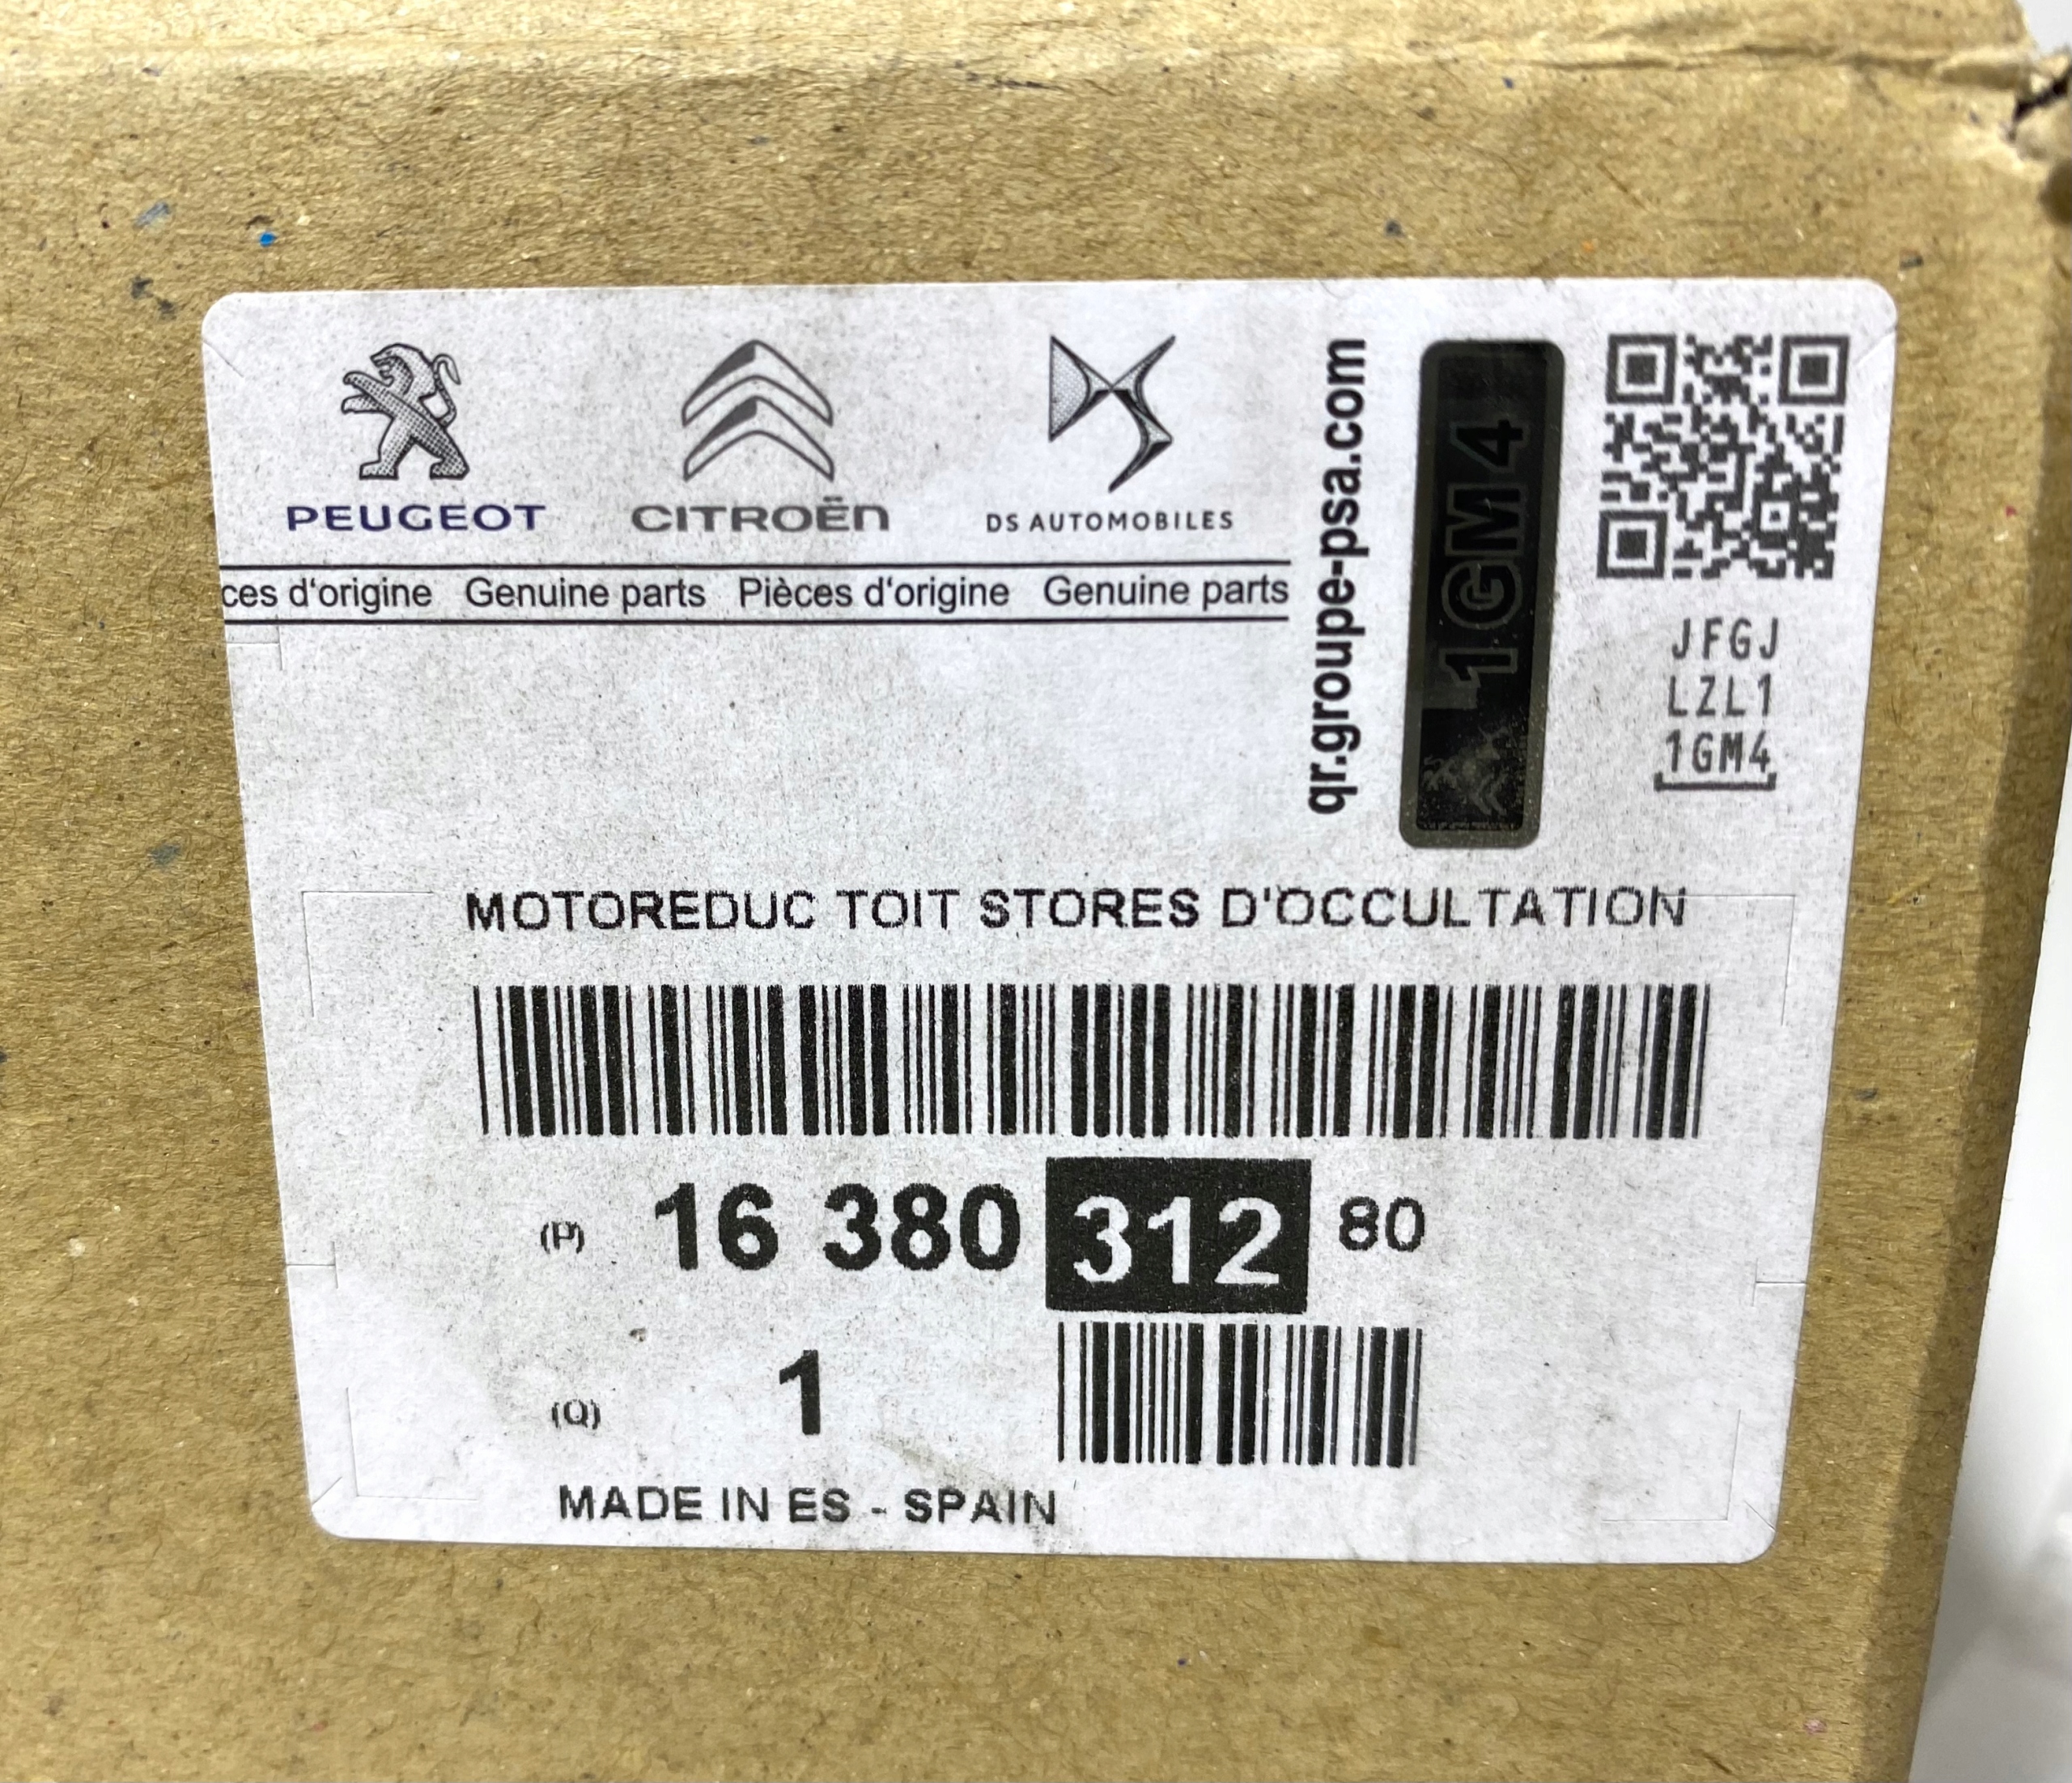 PEUGEOT
CITROËN
DS AUTOMOBILES
ces d'origine Genuine parts Pièces d'origine Genuine parts
qr.groupe-psa.com
1GM4
JFGJ
LZL1
1GM4
MOTOREDUC TOIT STORES D'OCCULTATION
(P) 16 380 312 80
(Q) 1
MADE IN ES - SPAIN